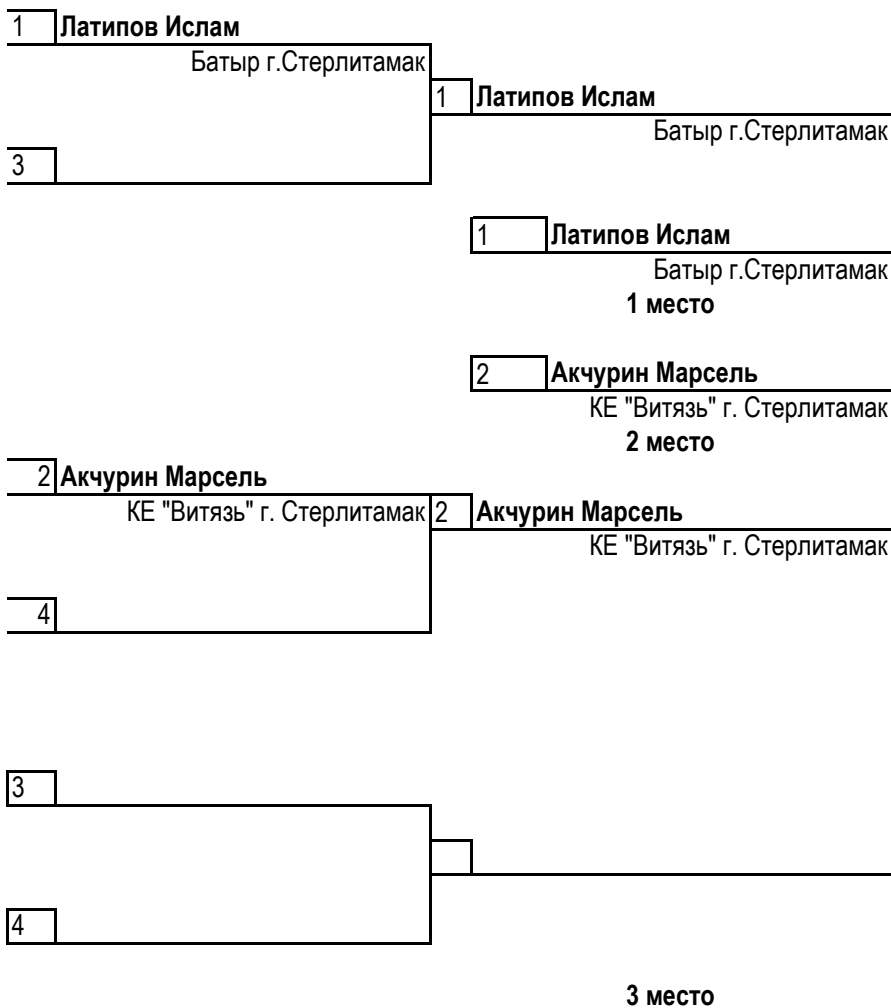 1 Латипов Ислам
Батыр г.Стерлитамак
1 Латипов Ислам
Батыр г.Стерлитамак
3
1 Латипов Ислам
Батыр г.Стерлитамак
1 место
2 Акчурин Марсель
КЕ "Витязь" г. Стерлитамак
2 место
2 Акчурин Марсель
КЕ "Витязь" г. Стерлитамак
2 Акчурин Марсель
КЕ "Витязь" г. Стерлитамак
4
3
4
3 место